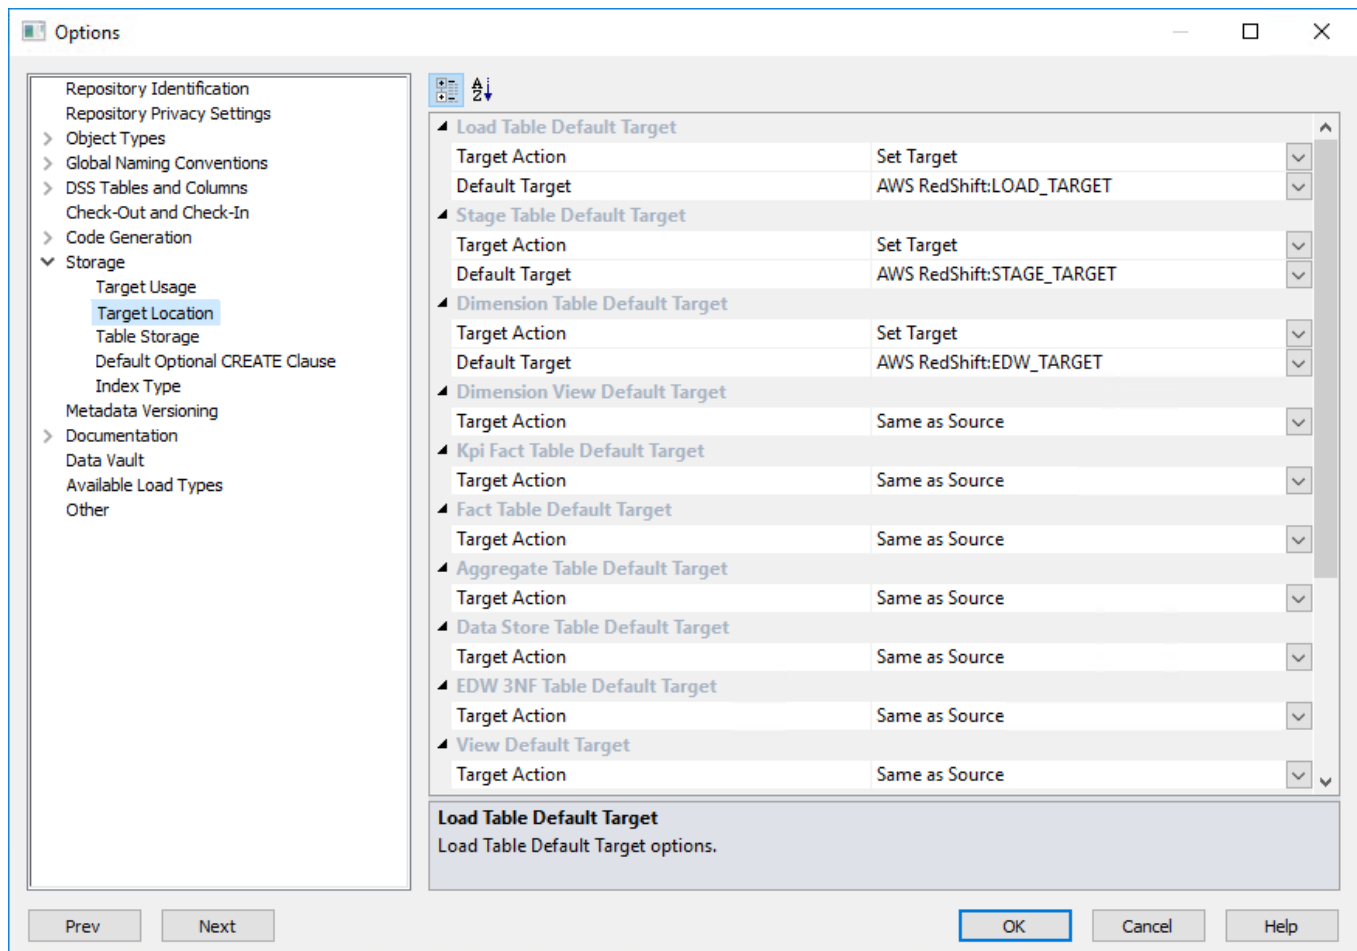 Options
Repository Identification
Repository Privacy Settings
Object Types
Global Naming Conventions
DSS Tables and Columns
Check-Out and Check-In
Code Generation
Storage
Target Usage
Target Location
Table Storage
Default Optional CREATE Clause
Index Type
Metadata Versioning
Documentation
Data Vault
Available Load Types
Other
A
Z
Load Table Default Target
Target Action Set Target
Default Target AWS RedShift:LOAD_TARGET
Stage Table Default Target
Target Action Set Target
Default Target AWS RedShift:STAGE_TARGET
Dimension Table Default Target
Target Action Set Target
Default Target AWS RedShift:EDW_TARGET
Dimension View Default Target
Target Action Same as Source
Kpi Fact Table Default Target
Target Action Same as Source
Fact Table Default Target
Target Action Same as Source
Aggregate Table Default Target
Target Action Same as Source
Data Store Table Default Target
Target Action Same as Source
EDW 3NF Table Default Target
Target Action Same as Source
View Default Target
Target Action Same as Source
Load Table Default Target
Load Table Default Target options.
Prev Next OK Cancel Help